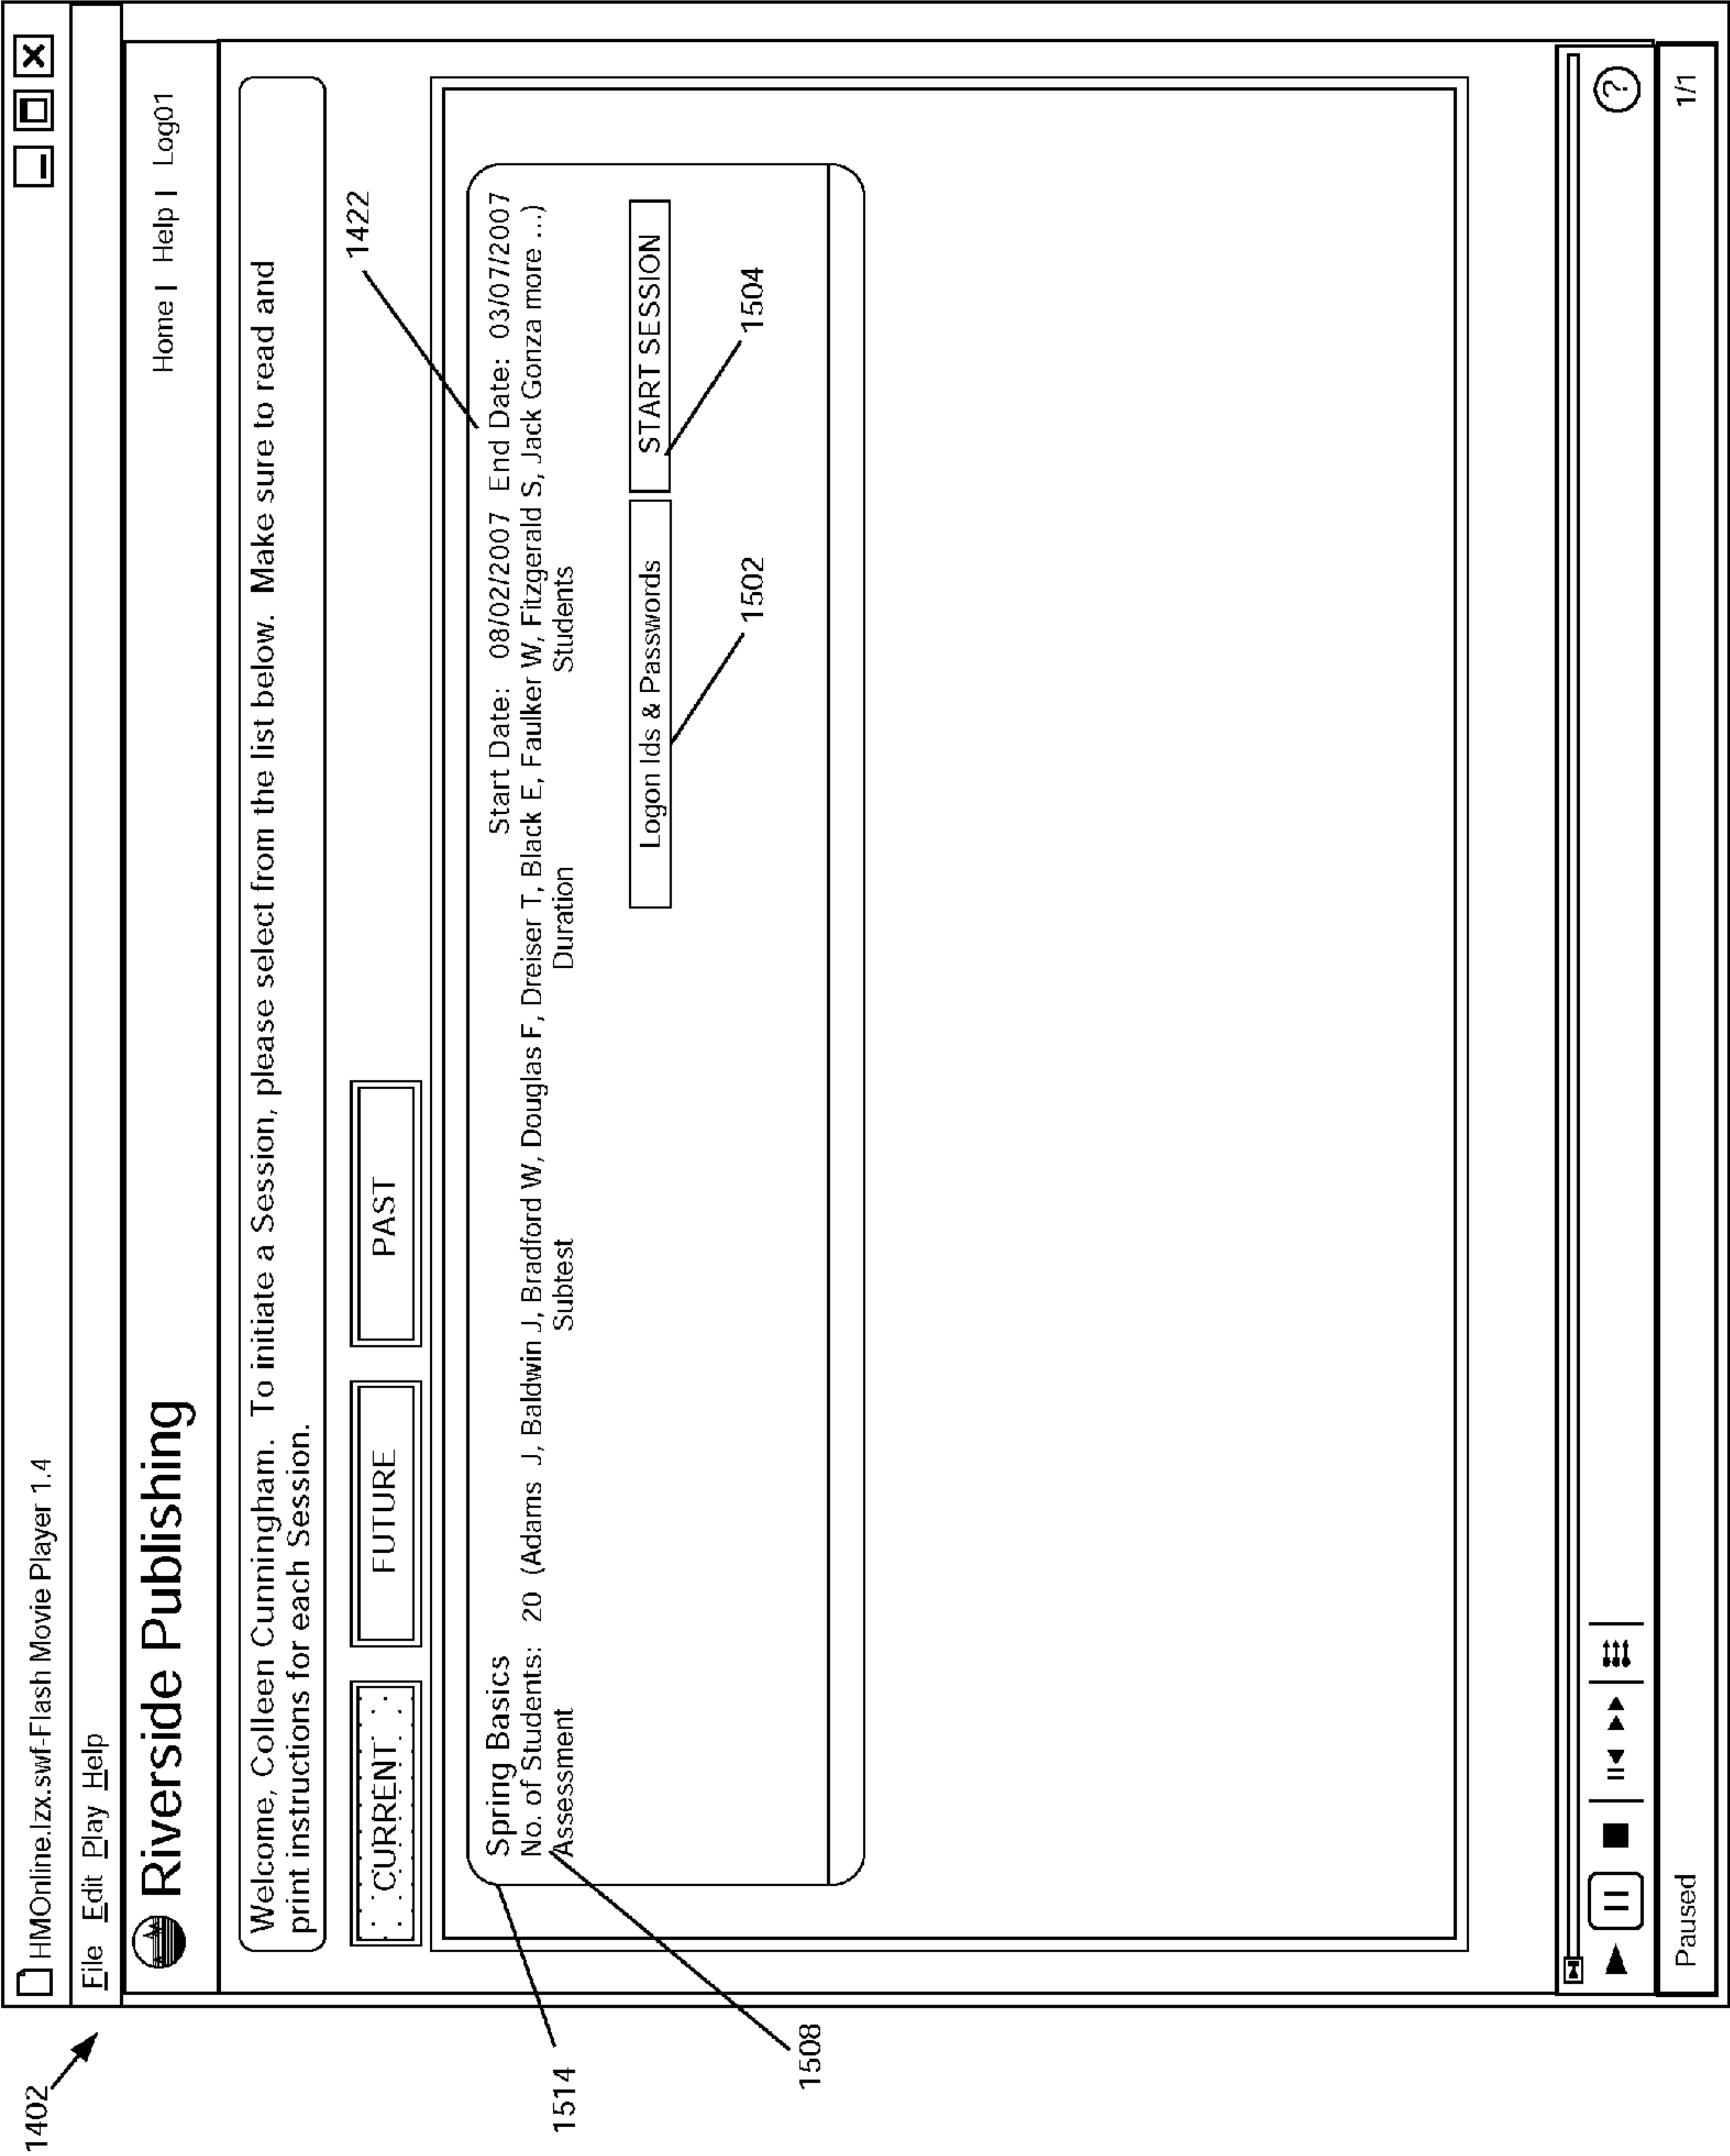 1402
HMOnline.lzx.swf-Flash Movie Player 1.4
File Edit Play Help
Riverside Publishing
Home | Help | Log01
Welcome, Colleen Cunningham. To initiate a Session, please select from the list below. Make sure to read and
print instructions for each Session.
CURRENT FUTURE PAST
1422
Spring Basics Start Date: 08/02/2007 End Date: 03/07/2007
No. of Students: 20 (Adams J, Baldwin J, Bradford W, Douglas F, Dreiser T, Black E, Faulker W, Fitzgerald S, Jack Gonza more ...)
Assessment Subtest Duration Students
Logon Ids & Passwords START SESSION
1514
1502
1504
1508
Paused 1/1